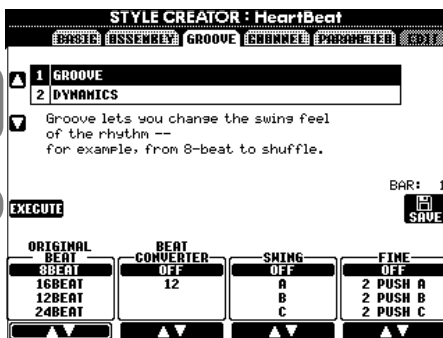 STYLE CREATOR : HeartBeat
BASIC ASSEMBLY GROOVE CHANNEL PARAMETER EDIT
1 GROOVE
2 DYNAMICS
Groove lets you change the swing feel
of the rhythm --
for example, from 8-beat to shuffle.
BAR: 1
EXECUTE
SAVE
ORIGINAL BEAT
BEAT CONVERTER
SWING
FINE
8BEAT OFF OFF OFF
16BEAT 12 A 2 PUSH A
12BEAT B 2 PUSH B
24BEAT C 2 PUSH C